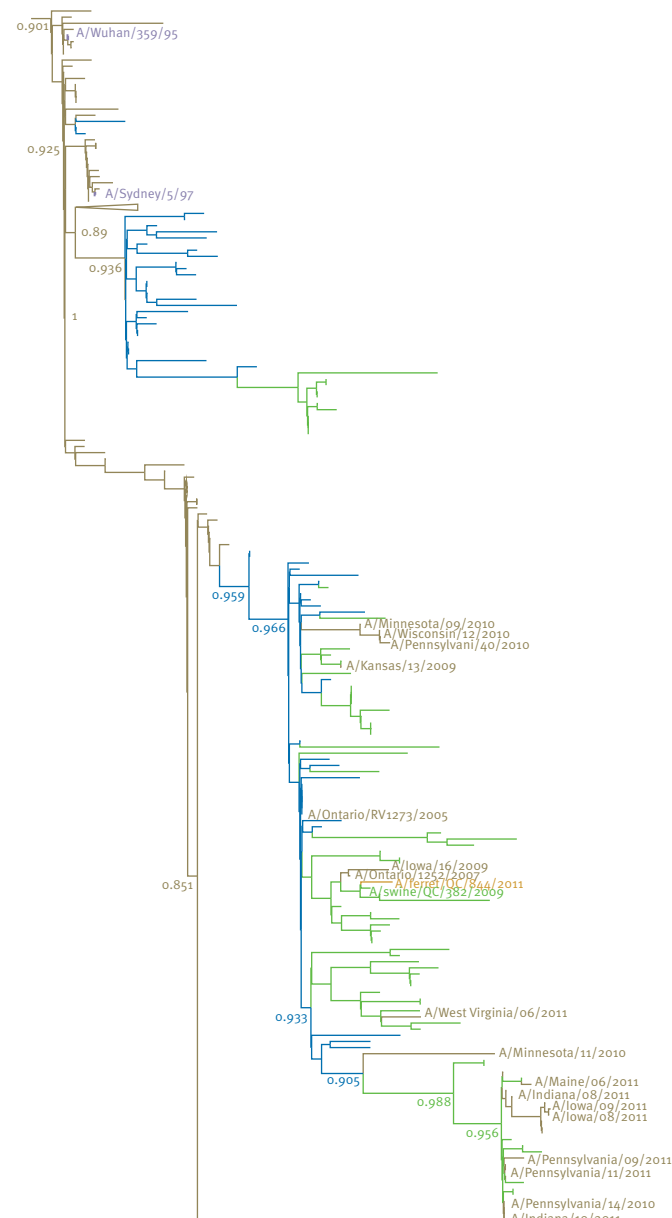 0.901
A/Wuhan/359/95
0.925
A/Sydney/5/97
0.89
0.936
1
0.959
0.966
A/Minnesota/09/2010
A/Wisconsin/12/2010
A/Pennsylvani/40/2010
A/Kansas/13/2009
A/Ontario/RV1273/2005
A/Iowa/16/2009
A/Ontario/1252/2007
A/ferret/QC/844/2011
A/swine/QC/382/2009
0.851
0.933
A/West Virginia/06/2011
A/Minnesota/11/2010
0.905
A/Maine/06/2011
0.988
A/Indiana/08/2011
A/Iowa/09/2011
A/Iowa/08/2011
0.956
A/Pennsylvania/09/2011
A/Pennsylvania/11/2011
A/Pennsylvania/14/2010
A/Indiana/10/2011